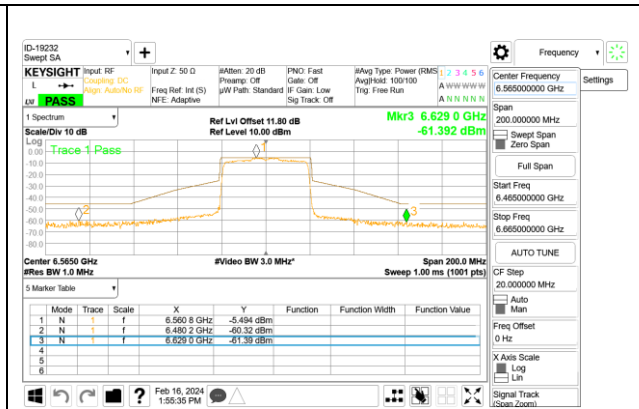 ID-19232
Swept SA
+
Frequency
KEYSIGHT
L
PASS
Input: RF
Coupling: DC
Align: Auto/No RF
Input Z: 50 Ω
Freq Ref: Int (S)
NFE: Adaptive
#Atten: 20 dB
Preamp: Off
µW Path: Standard
PNO: Fast
Gate: Off
IF Gain: Low
Sig Track: Off
#Avg Type: Power (RMS
Avg|Hold: 100/100
Trig: Free Run
1 2 3 4 5 6
A W W W W W
A N N N N N
1 Spectrum
Scale/Div 10 dB
Ref Lvl Offset 11.80 dB
Ref Level 10.00 dBm
Mkr3 6.629 0 GHz
-61.392 dBm
Log
Trace 1 Pass
0.00
-10.0
-20.0
-30.0
-40.0
-50.0
-60.0
-70.0
-80.0
1
2
3
Center 6.5650 GHz
#Res BW 1.0 MHz
#Video BW 3.0 MHz*
Span 200.0 MHz
Sweep 1.00 ms (1001 pts)
5 Marker Table
Mode Trace Scale X Y Function Function Width Function Value
1 N 1 f 6.560 8 GHz -5.494 dBm
2 N 1 f 6.480 2 GHz -60.32 dBm
3 N 1 f 6.629 0 GHz -61.39 dBm
4
5
6
?
Feb 16, 2024
1:55:35 PM
Center Frequency
6.565000000 GHz
Settings
Span
200.000000 MHz
Swept Span
Zero Span
Full Span
Start Freq
6.465000000 GHz
Stop Freq
6.665000000 GHz
AUTO TUNE
CF Step
20.000000 MHz
Auto
Man
Freq Offset
0 Hz
X Axis Scale
Log
Lin
Signal Track
(Span Zoom)